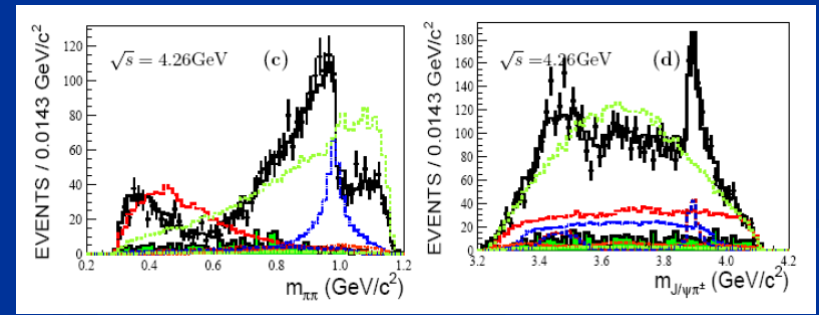 √s = 4.26GeV (c)
EVENTS / 0.0143 GeV/c²
120
100
80
60
40
20
0
0.2 0.4 0.6 0.8 1.0 1.2
m_ππ (GeV/c²)
√s =4.26GeV (d)
EVENTS / 0.0143 GeV/c²
180
160
140
120
100
80
60
40
20
0
3.2 3.4 3.6 3.8 4.0 4.2
m_J/ψπ± (GeV/c²)